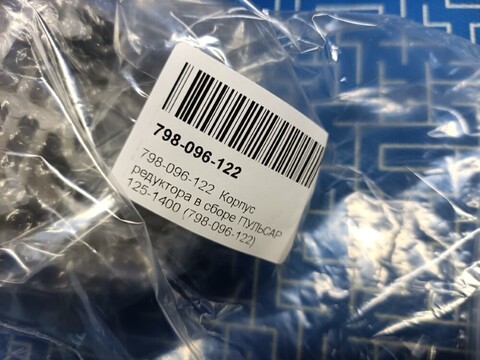 798-096-122
798-096-122 Корпус
редуктора в сборе ПУЛЬСАР
125-1400 (798-096-122)